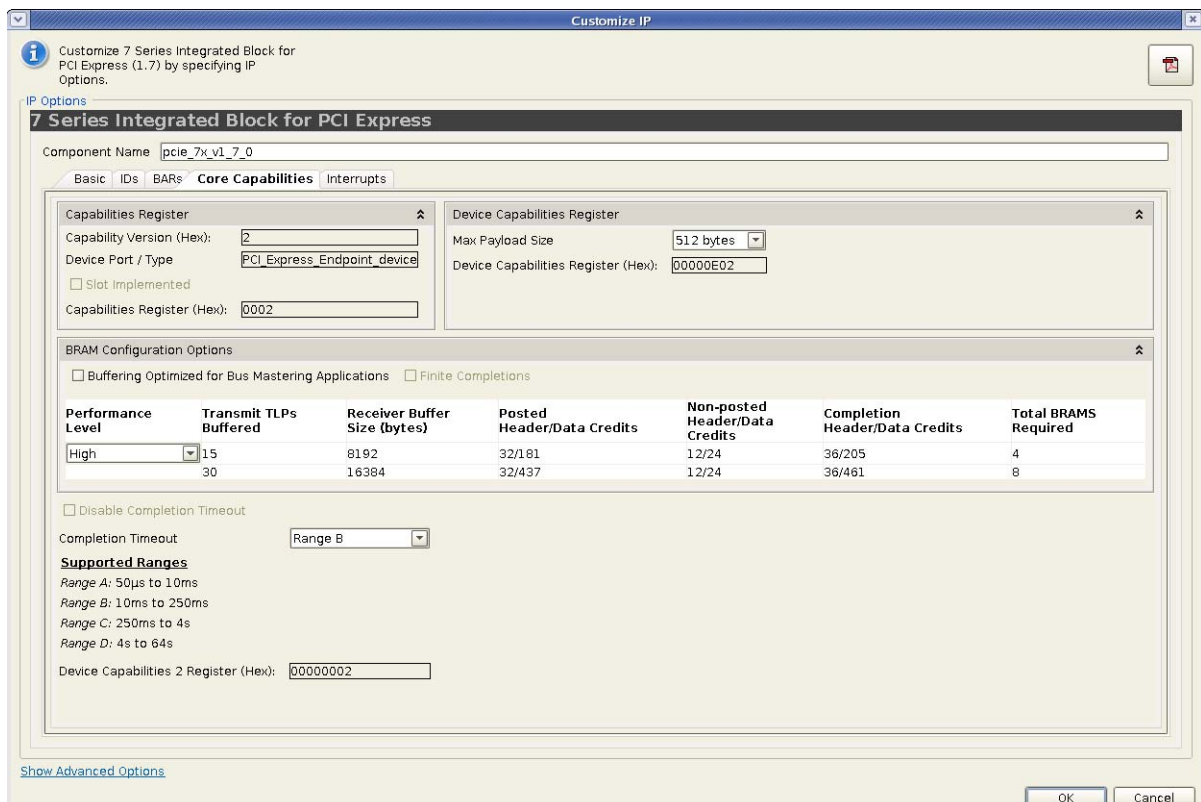 Customize IP
Customize 7 Series Integrated Block for
PCI Express (1.7) by specifying IP
Options.
IP Options
7 Series Integrated Block for PCI Express
Component Name pcie_7x_v1_7_0
Basic IDs BARs Core Capabilities Interrupts
Capabilities Register
Capability Version (Hex): 2
Device Port / Type PCI_Express_Endpoint_device
Slot Implemented
Capabilities Register (Hex): 0002
Device Capabilities Register
Max Payload Size 512 bytes
Device Capabilities Register (Hex): 00000E02
BRAM Configuration Options
Buffering Optimized for Bus Mastering Applications Finite Completions
Performance Level Transmit TLPs Buffered Receiver Buffer Size (bytes) Posted Header/Data Credits Non-posted Header/Data Credits Completion Header/Data Credits Total BRAMS Required
High 15 8192 32/181 12/24 36/205 4
30 16384 32/437 12/24 36/461 8
Disable Completion Timeout
Completion Timeout Range B
Supported Ranges
Range A: 50µs to 10ms
Range B: 10ms to 250ms
Range C: 250ms to 4s
Range D: 4s to 64s
Device Capabilities 2 Register (Hex): 00000002
Show Advanced Options
OK Cancel